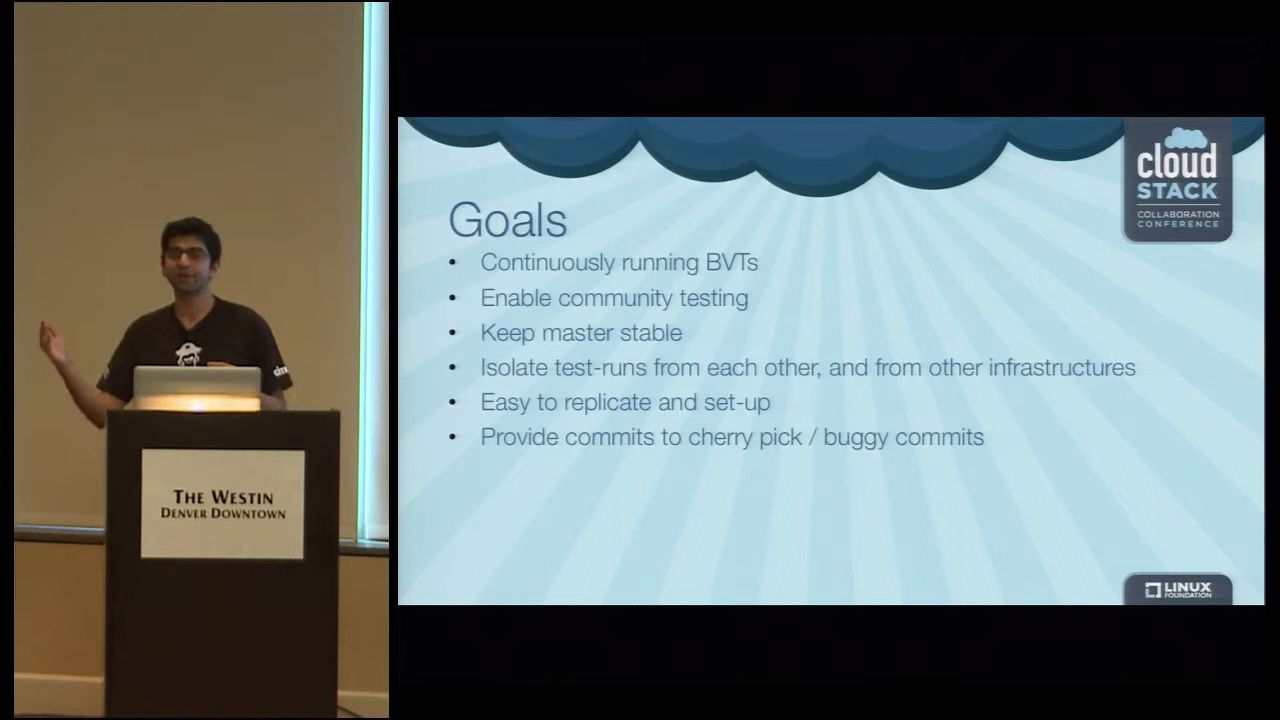 THE WESTIN
DENVER DOWNTOWN
cloud
STACK
COLLABORATION
CONFERENCE
Goals
• Continuously running BVTs
• Enable community testing
• Keep master stable
• Isolate test-runs from each other, and from other infrastructures
• Easy to replicate and set-up
• Provide commits to cherry pick / buggy commits
LINUX
FOUNDATION